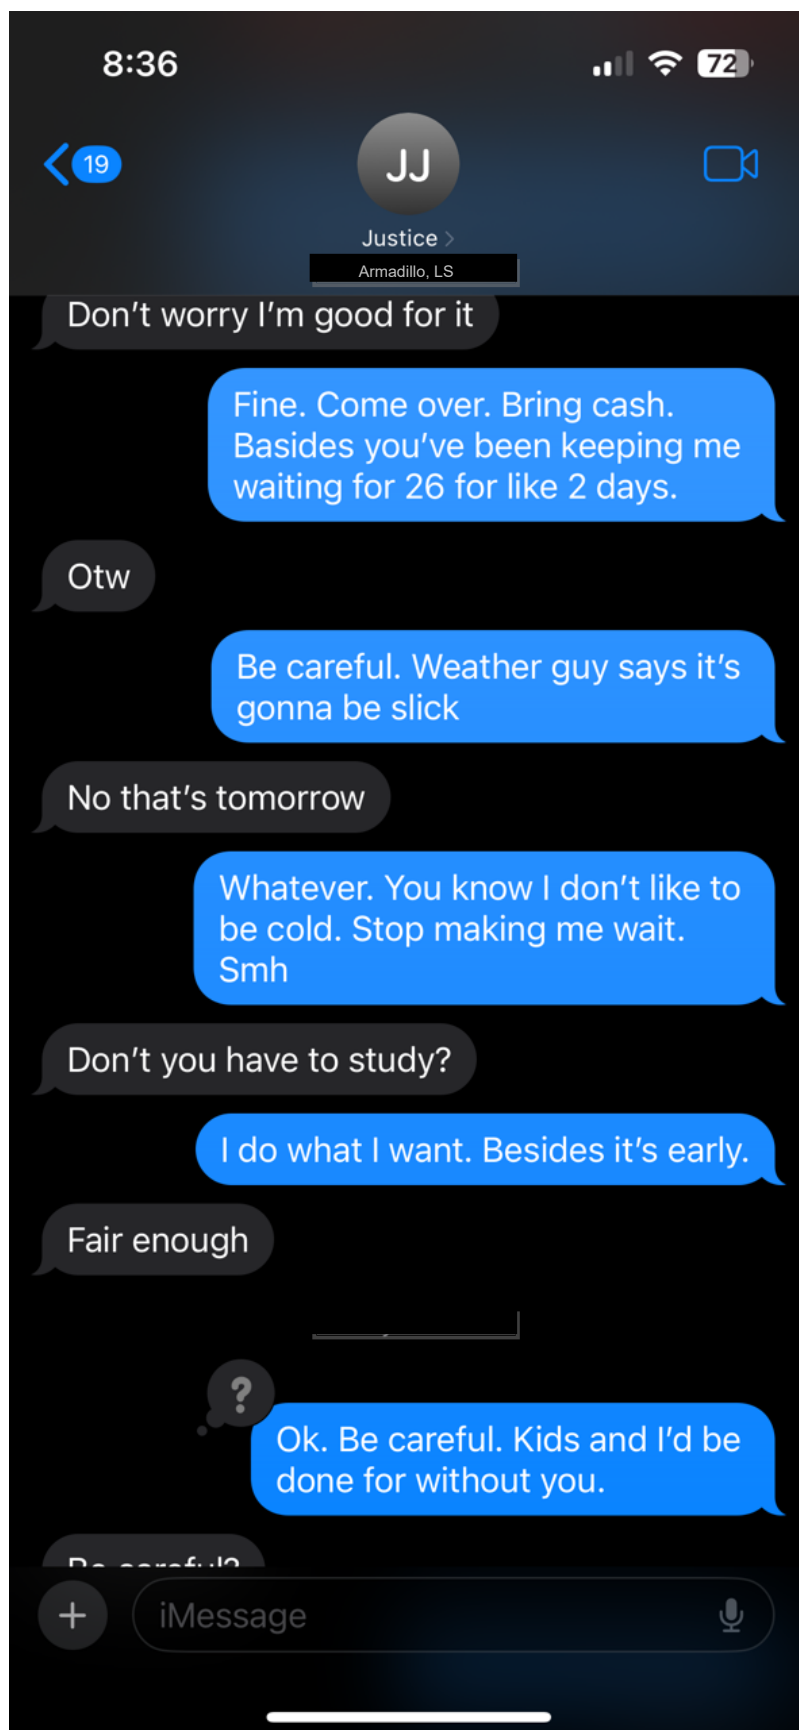 8:36
72
19
JJ
Justice
Armadillo, LS
Don't worry I'm good for it
Fine. Come over. Bring cash.
Basides you've been keeping me
waiting for 26 for like 2 days.
Otw
Be careful. Weather guy says it's
gonna be slick
No that's tomorrow
Whatever. You know I don't like to
be cold. Stop making me wait.
Smh
Don't you have to study?
I do what I want. Besides it's early.
Fair enough
?
Ok. Be careful. Kids and I'd be
done for without you.
Be careful?
iMessage